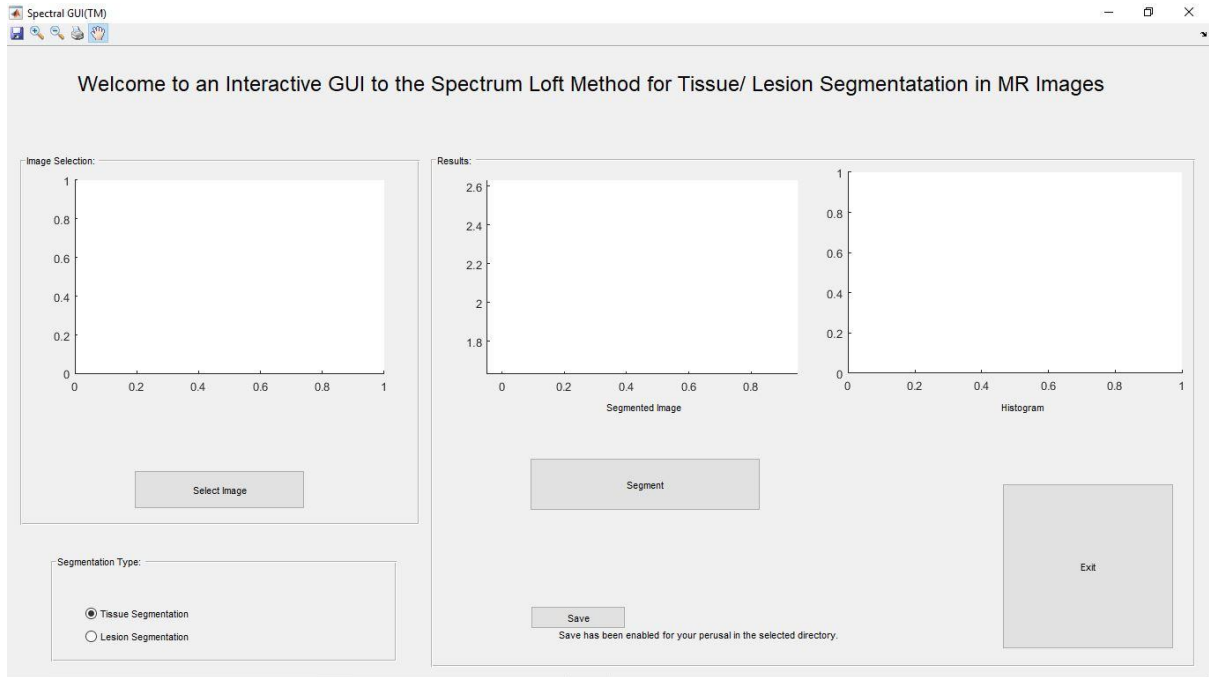 Spectral GUI(TM)
Welcome to an Interactive GUI to the Spectrum Loft Method for Tissue/ Lesion Segmentatation in MR Images
Image Selection:
1
0.8
0.6
0.4
0.2
0
0 0.2 0.4 0.6 0.8 1
Select Image
Segmentation Type:
Tissue Segmentation
Lesion Segmentation
Results:
2.6
2.4
2.2
2
1.8
0 0.2 0.4 0.6 0.8
Segmented Image
1
0.8
0.6
0.4
0.2
0
0 0.2 0.4 0.6 0.8 1
Histogram
Segment
Exit
Save
Save has been enabled for your perusal in the selected directory.